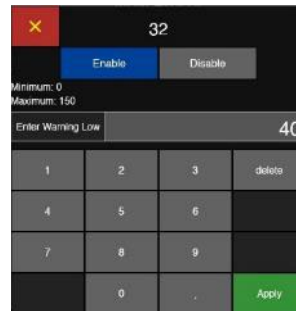 × 32
Enable Disable
Minimum: 0
Maximum: 150
Enter Warning Low 40
1 2 3 delete
4 5 6
7 8 9
0 . Apply